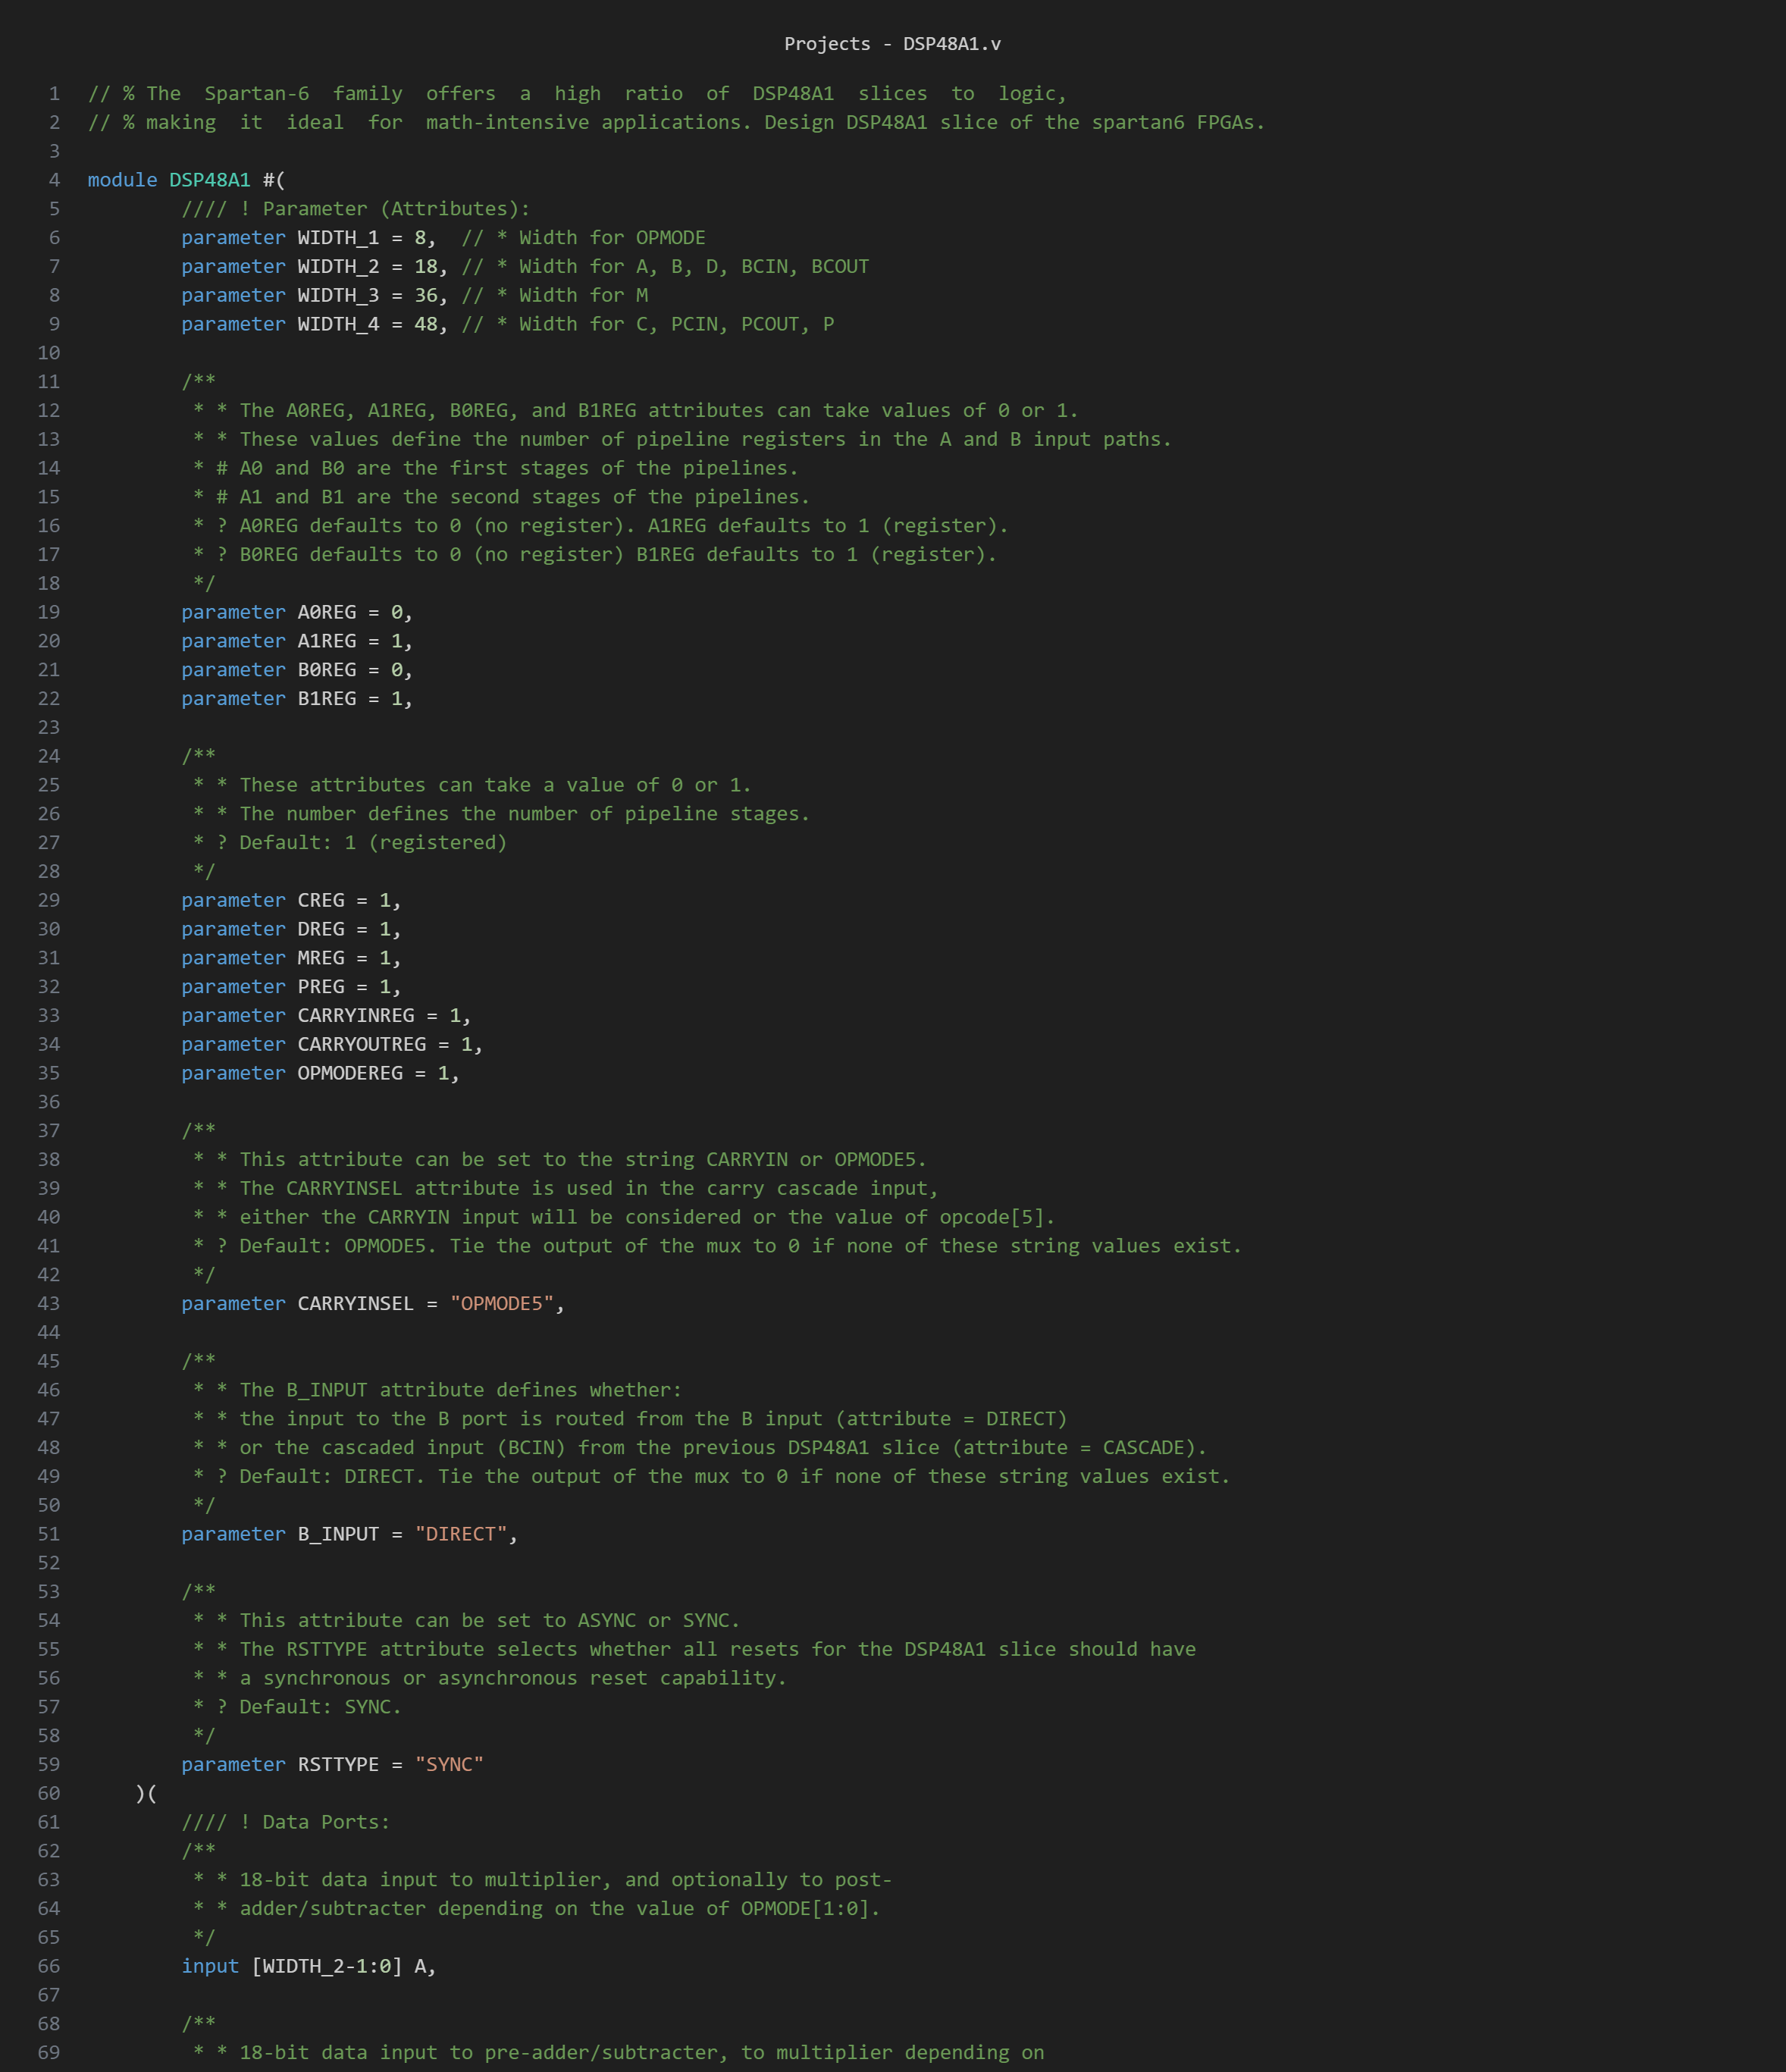 Projects - DSP48A1.v
1 // % The  Spartan-6  family  offers  a  high  ratio  of  DSP48A1  slices  to  logic,
2 // % making  it  ideal  for  math-intensive applications. Design DSP48A1 slice of the spartan6 FPGAs.
3
4 module DSP48A1 #(
5         //// ! Parameter (Attributes):
6         parameter WIDTH_1 = 8,  // * Width for OPMODE
7         parameter WIDTH_2 = 18, // * Width for A, B, D, BCIN, BCOUT
8         parameter WIDTH_3 = 36, // * Width for M
9         parameter WIDTH_4 = 48, // * Width for C, PCIN, PCOUT, P
10
11         /**
12          * * The A0REG, A1REG, B0REG, and B1REG attributes can take values of 0 or 1.
13          * * These values define the number of pipeline registers in the A and B input paths.
14          * # A0 and B0 are the first stages of the pipelines.
15          * # A1 and B1 are the second stages of the pipelines.
16          * ? A0REG defaults to 0 (no register). A1REG defaults to 1 (register).
17          * ? B0REG defaults to 0 (no register) B1REG defaults to 1 (register).
18          */
19         parameter A0REG = 0,
20         parameter A1REG = 1,
21         parameter B0REG = 0,
22         parameter B1REG = 1,
23
24         /**
25          * * These attributes can take a value of 0 or 1.
26          * * The number defines the number of pipeline stages.
27          * ? Default: 1 (registered)
28          */
29         parameter CREG = 1,
30         parameter DREG = 1,
31         parameter MREG = 1,
32         parameter PREG = 1,
33         parameter CARRYINREG = 1,
34         parameter CARRYOUTREG = 1,
35         parameter OPMODEREG = 1,
36
37         /**
38          * * This attribute can be set to the string CARRYIN or OPMODE5.
39          * * The CARRYINSEL attribute is used in the carry cascade input,
40          * * either the CARRYIN input will be considered or the value of opcode[5].
41          * ? Default: OPMODE5. Tie the output of the mux to 0 if none of these string values exist.
42          */
43         parameter CARRYINSEL = "OPMODE5",
44
45         /**
46          * * The B_INPUT attribute defines whether:
47          * * the input to the B port is routed from the B input (attribute = DIRECT)
48          * * or the cascaded input (BCIN) from the previous DSP48A1 slice (attribute = CASCADE).
49          * ? Default: DIRECT. Tie the output of the mux to 0 if none of these string values exist.
50          */
51         parameter B_INPUT = "DIRECT",
52
53         /**
54          * * This attribute can be set to ASYNC or SYNC.
55          * * The RSTTYPE attribute selects whether all resets for the DSP48A1 slice should have
56          * * a synchronous or asynchronous reset capability.
57          * ? Default: SYNC.
58          */
59         parameter RSTTYPE = "SYNC"
60     )(
61         //// ! Data Ports:
62         /**
63          * * 18-bit data input to multiplier, and optionally to post-
64          * * adder/subtracter depending on the value of OPMODE[1:0].
65          */
66         input [WIDTH_2-1:0] A,
67
68         /**
69          * * 18-bit data input to pre-adder/subtracter, to multiplier depending on